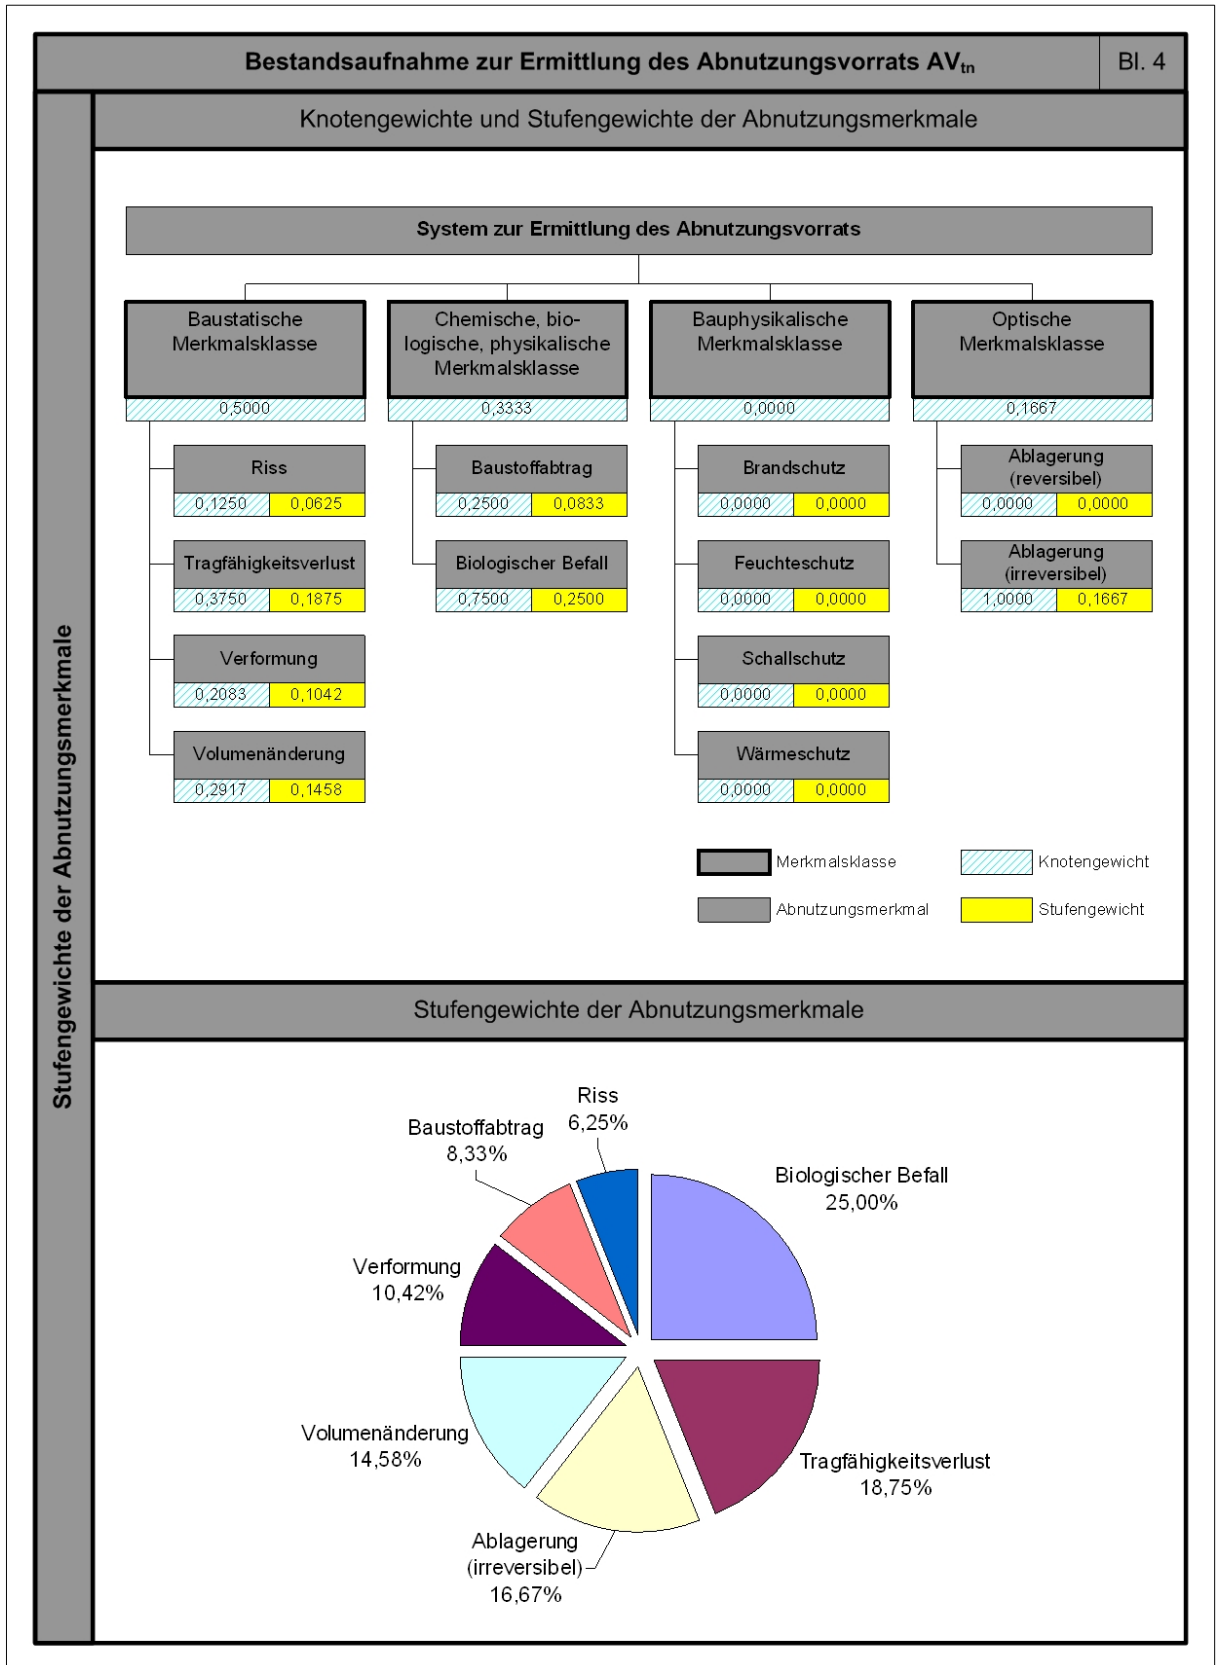 Bestandsaufnahme zur Ermittlung des Abnutzungsvorrats AVtn
Bl. 4
Stufengewichte der Abnutzungsmerkmale
Knotengewichte und Stufengewichte der Abnutzungsmerkmale
System zur Ermittlung des Abnutzungsvorrats
Baustatische
Merkmalsklasse
0,5000
Riss
0,1250 0,0625
Tragfähigkeitsverlust
0,3750 0,1875
Verformung
0,2083 0,1042
Volumenänderung
0,2917 0,1458
Chemische, bio-
logische, physikalische
Merkmalsklasse
0,3333
Baustoffabtrag
0,2500 0,0833
Biologischer Befall
0,7500 0,2500
Bauphysikalische
Merkmalsklasse
0,0000
Brandschutz
0,0000 0,0000
Feuchteschutz
0,0000 0,0000
Schallschutz
0,0000 0,0000
Wärmeschutz
0,0000 0,0000
Optische
Merkmalsklasse
0,1667
Ablagerung
(reversibel)
0,0000 0,0000
Ablagerung
(irreversibel)
1,0000 0,1667
Merkmalsklasse
Knotengewicht
Abnutzungsmerkmal
Stufengewicht
Stufengewichte der Abnutzungsmerkmale
Riss
6,25%
Baustoffabtrag
8,33%
Biologischer Befall
25,00%
Verformung
10,42%
Volumenänderung
14,58%
Tragfähigkeitsverlust
18,75%
Ablagerung
(irreversibel)
16,67%